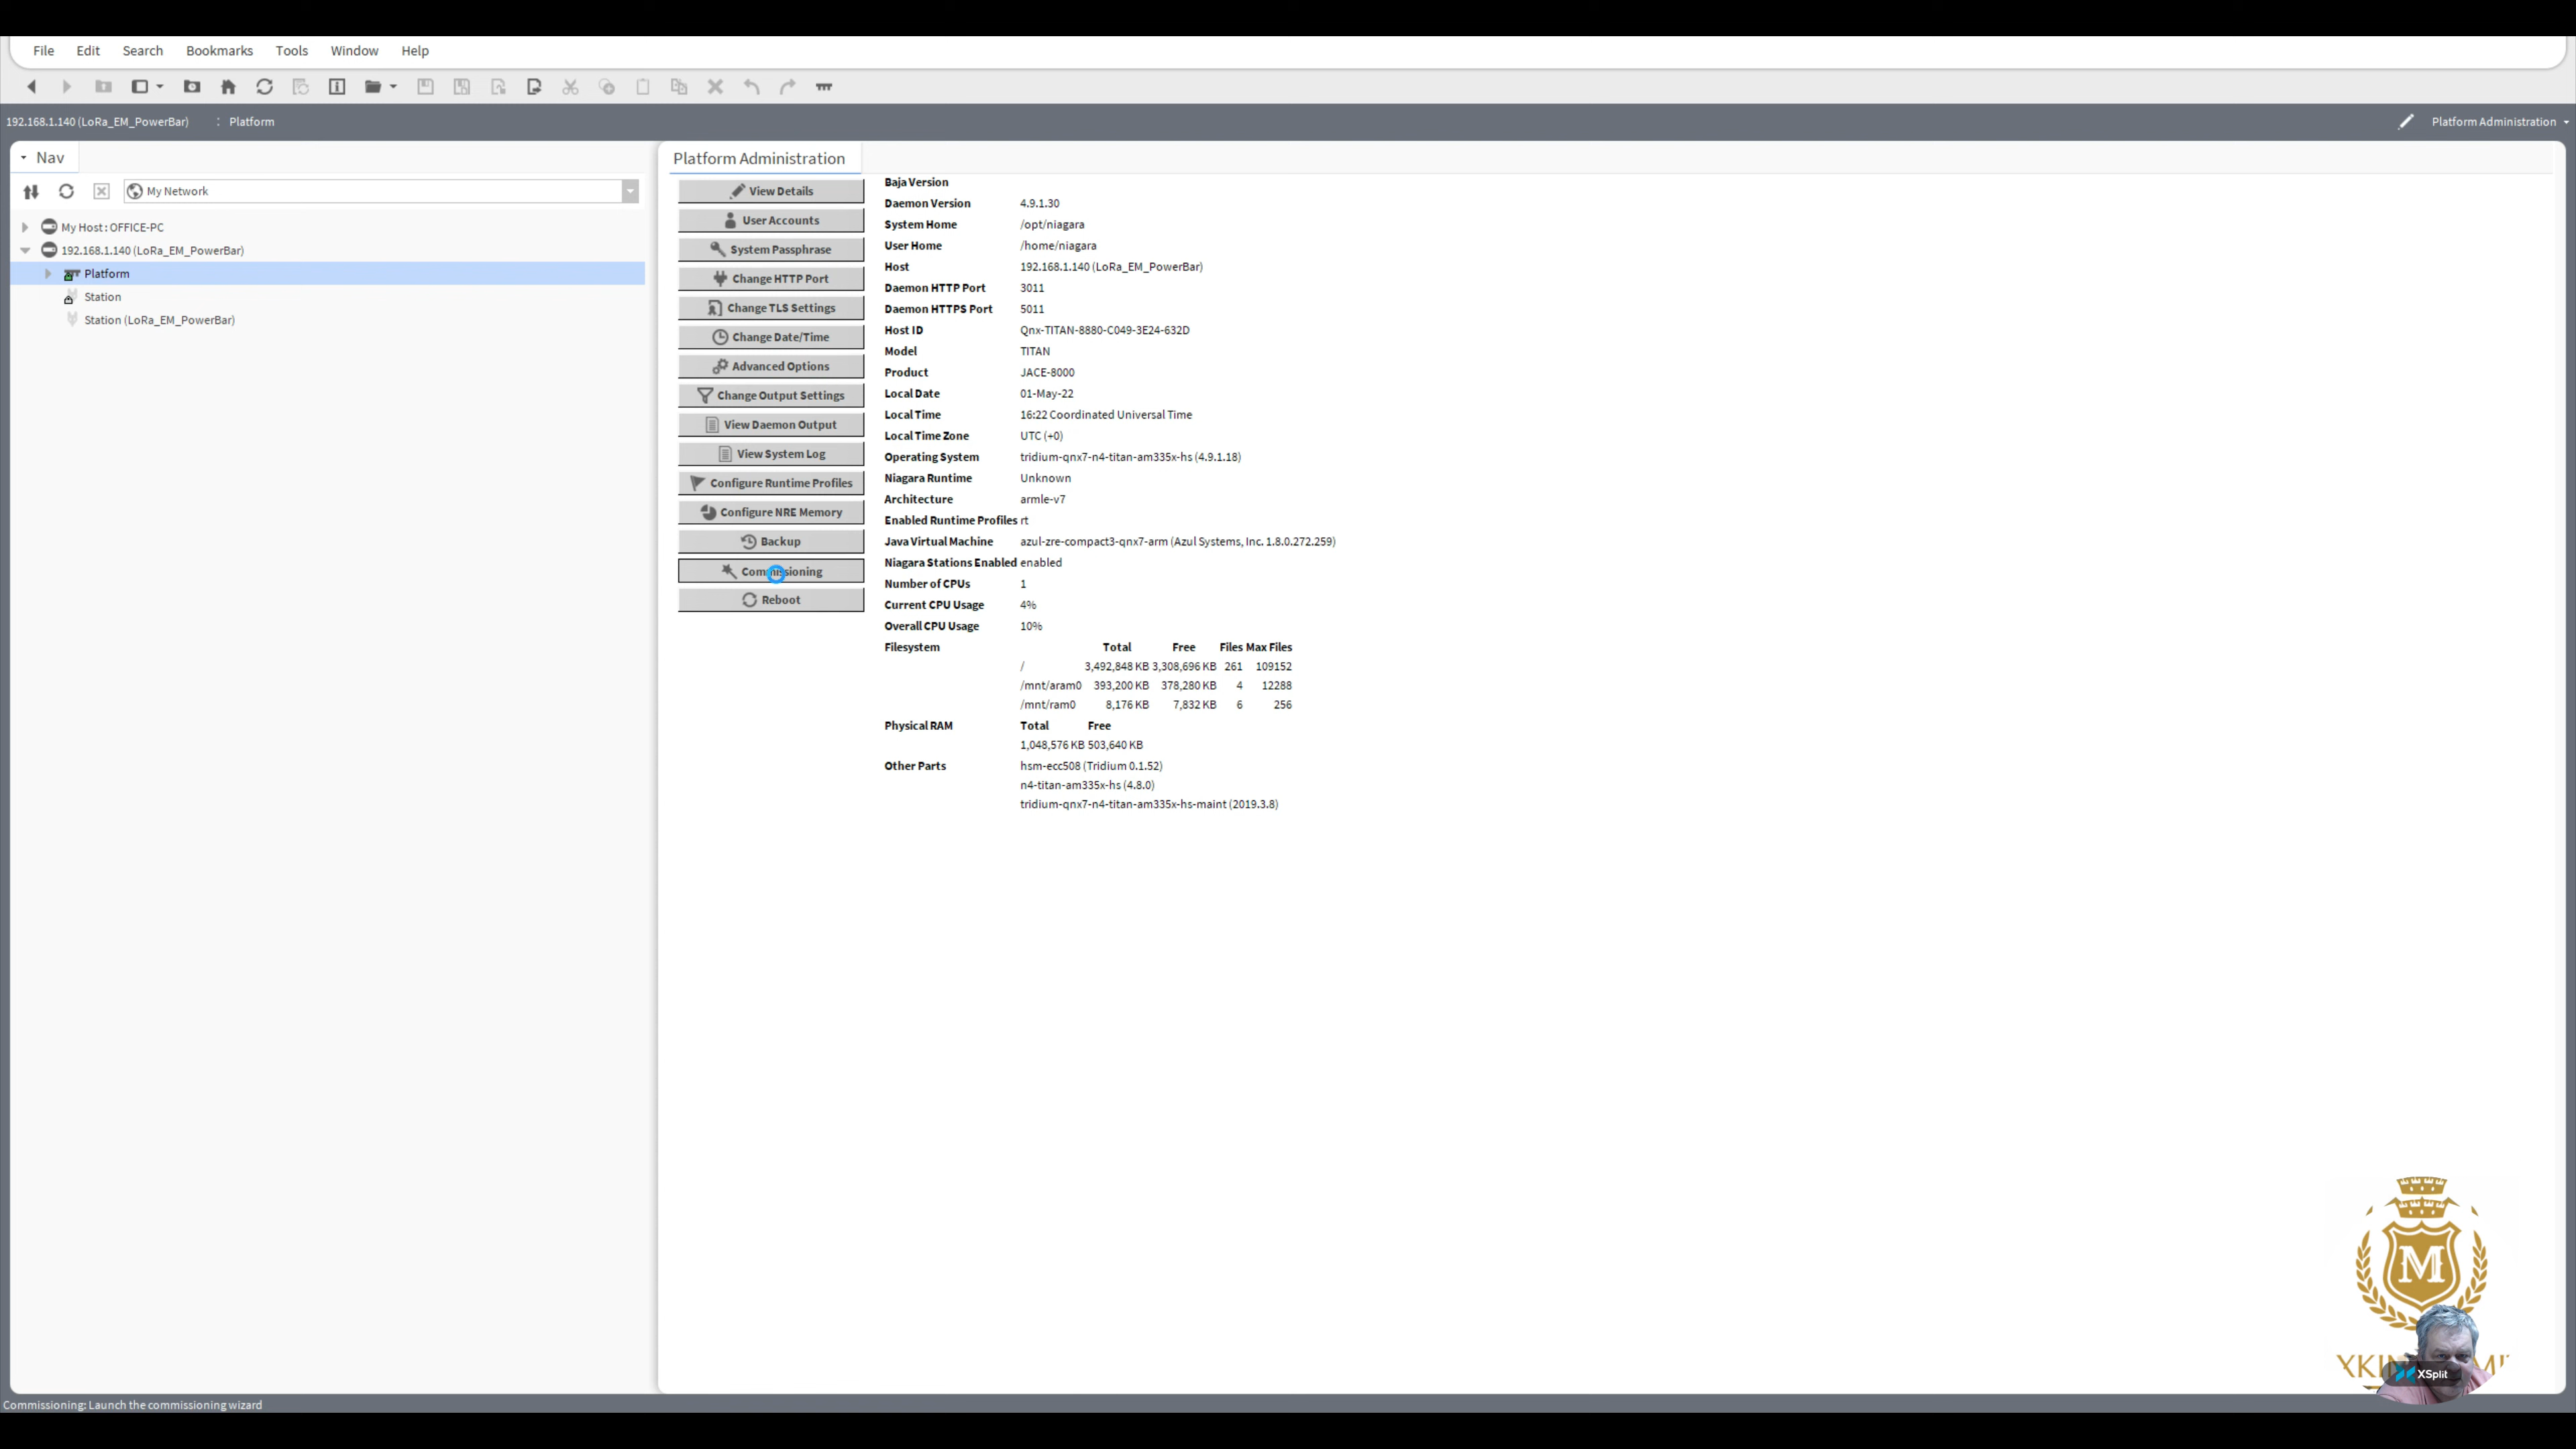 File Edit Search Bookmarks Tools Window Help
192.168.1.140 (LoRa_EM_PowerBar) : Platform
Platform Administration
Nav
My Network
My Host : OFFICE-PC
192.168.1.140 (LoRa_EM_PowerBar)
Platform
Station
Station (LoRa_EM_PowerBar)
Platform Administration
View Details
User Accounts
System Passphrase
Change HTTP Port
Change TLS Settings
Change Date/Time
Advanced Options
Change Output Settings
View Daemon Output
View System Log
Configure Runtime Profiles
Configure NRE Memory
Backup
Commissioning
Reboot
Baja Version
Daemon Version 4.9.1.30
System Home /opt/niagara
User Home /home/niagara
Host 192.168.1.140 (LoRa_EM_PowerBar)
Daemon HTTP Port 3011
Daemon HTTPS Port 5011
Host ID Qnx-TITAN-8880-C049-3E24-632D
Model TITAN
Product JACE-8000
Local Date 01-May-22
Local Time 16:22 Coordinated Universal Time
Local Time Zone UTC (+0)
Operating System tridium-qnx7-n4-titan-am335x-hs (4.9.1.18)
Niagara Runtime Unknown
Architecture armle-v7
Enabled Runtime Profiles rt
Java Virtual Machine azul-zre-compact3-qnx7-arm (Azul Systems, Inc. 1.8.0.272.259)
Niagara Stations Enabled enabled
Number of CPUs 1
Current CPU Usage 4%
Overall CPU Usage 10%
Filesystem Total Free Files Max Files
/ 3,492,848 KB 3,308,696 KB 261 109152
/mnt/aram0 393,200 KB 378,280 KB 4 12288
/mnt/ram0 8,176 KB 7,832 KB 6 256
Physical RAM Total Free
1,048,576 KB 503,640 KB
Other Parts hsm-ecc508 (Tridium 0.1.52)
n4-titan-am335x-hs (4.8.0)
tridium-qnx7-n4-titan-am335x-hs-maint (2019.3.8)
M
XSplit
Commissioning: Launch the commissioning wizard